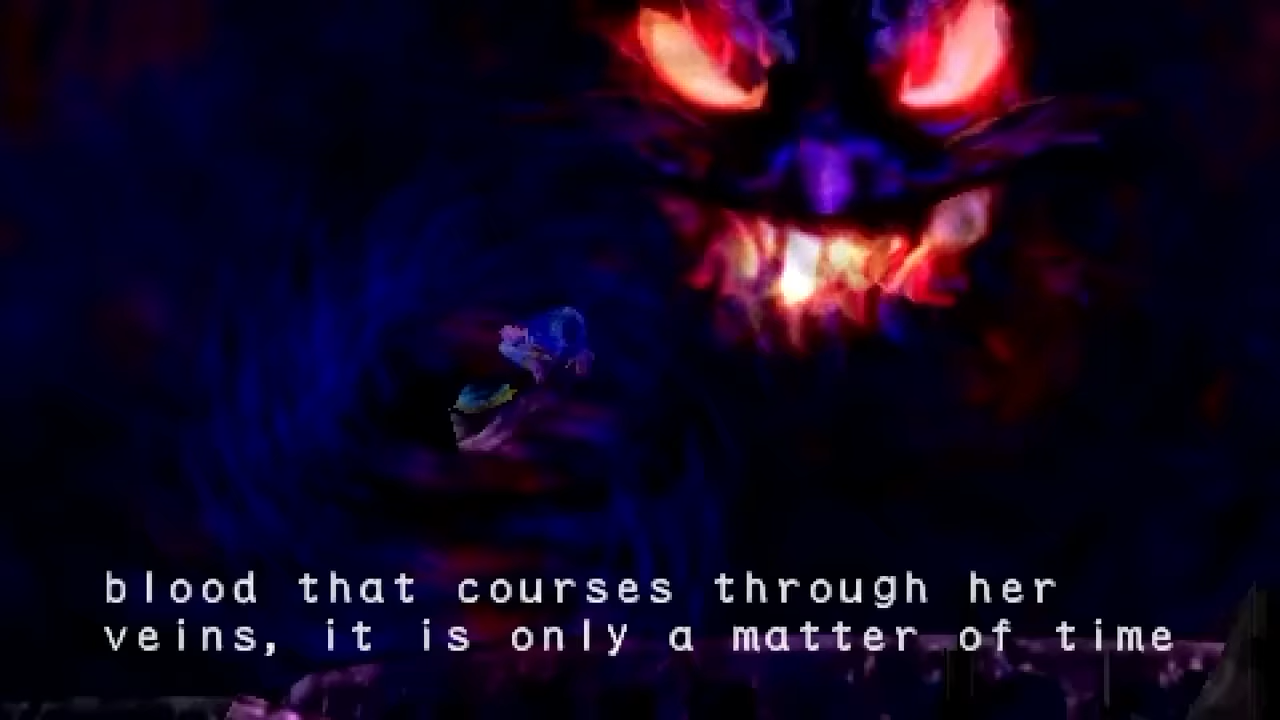 blood that courses through her
veins, it is only a matter of time